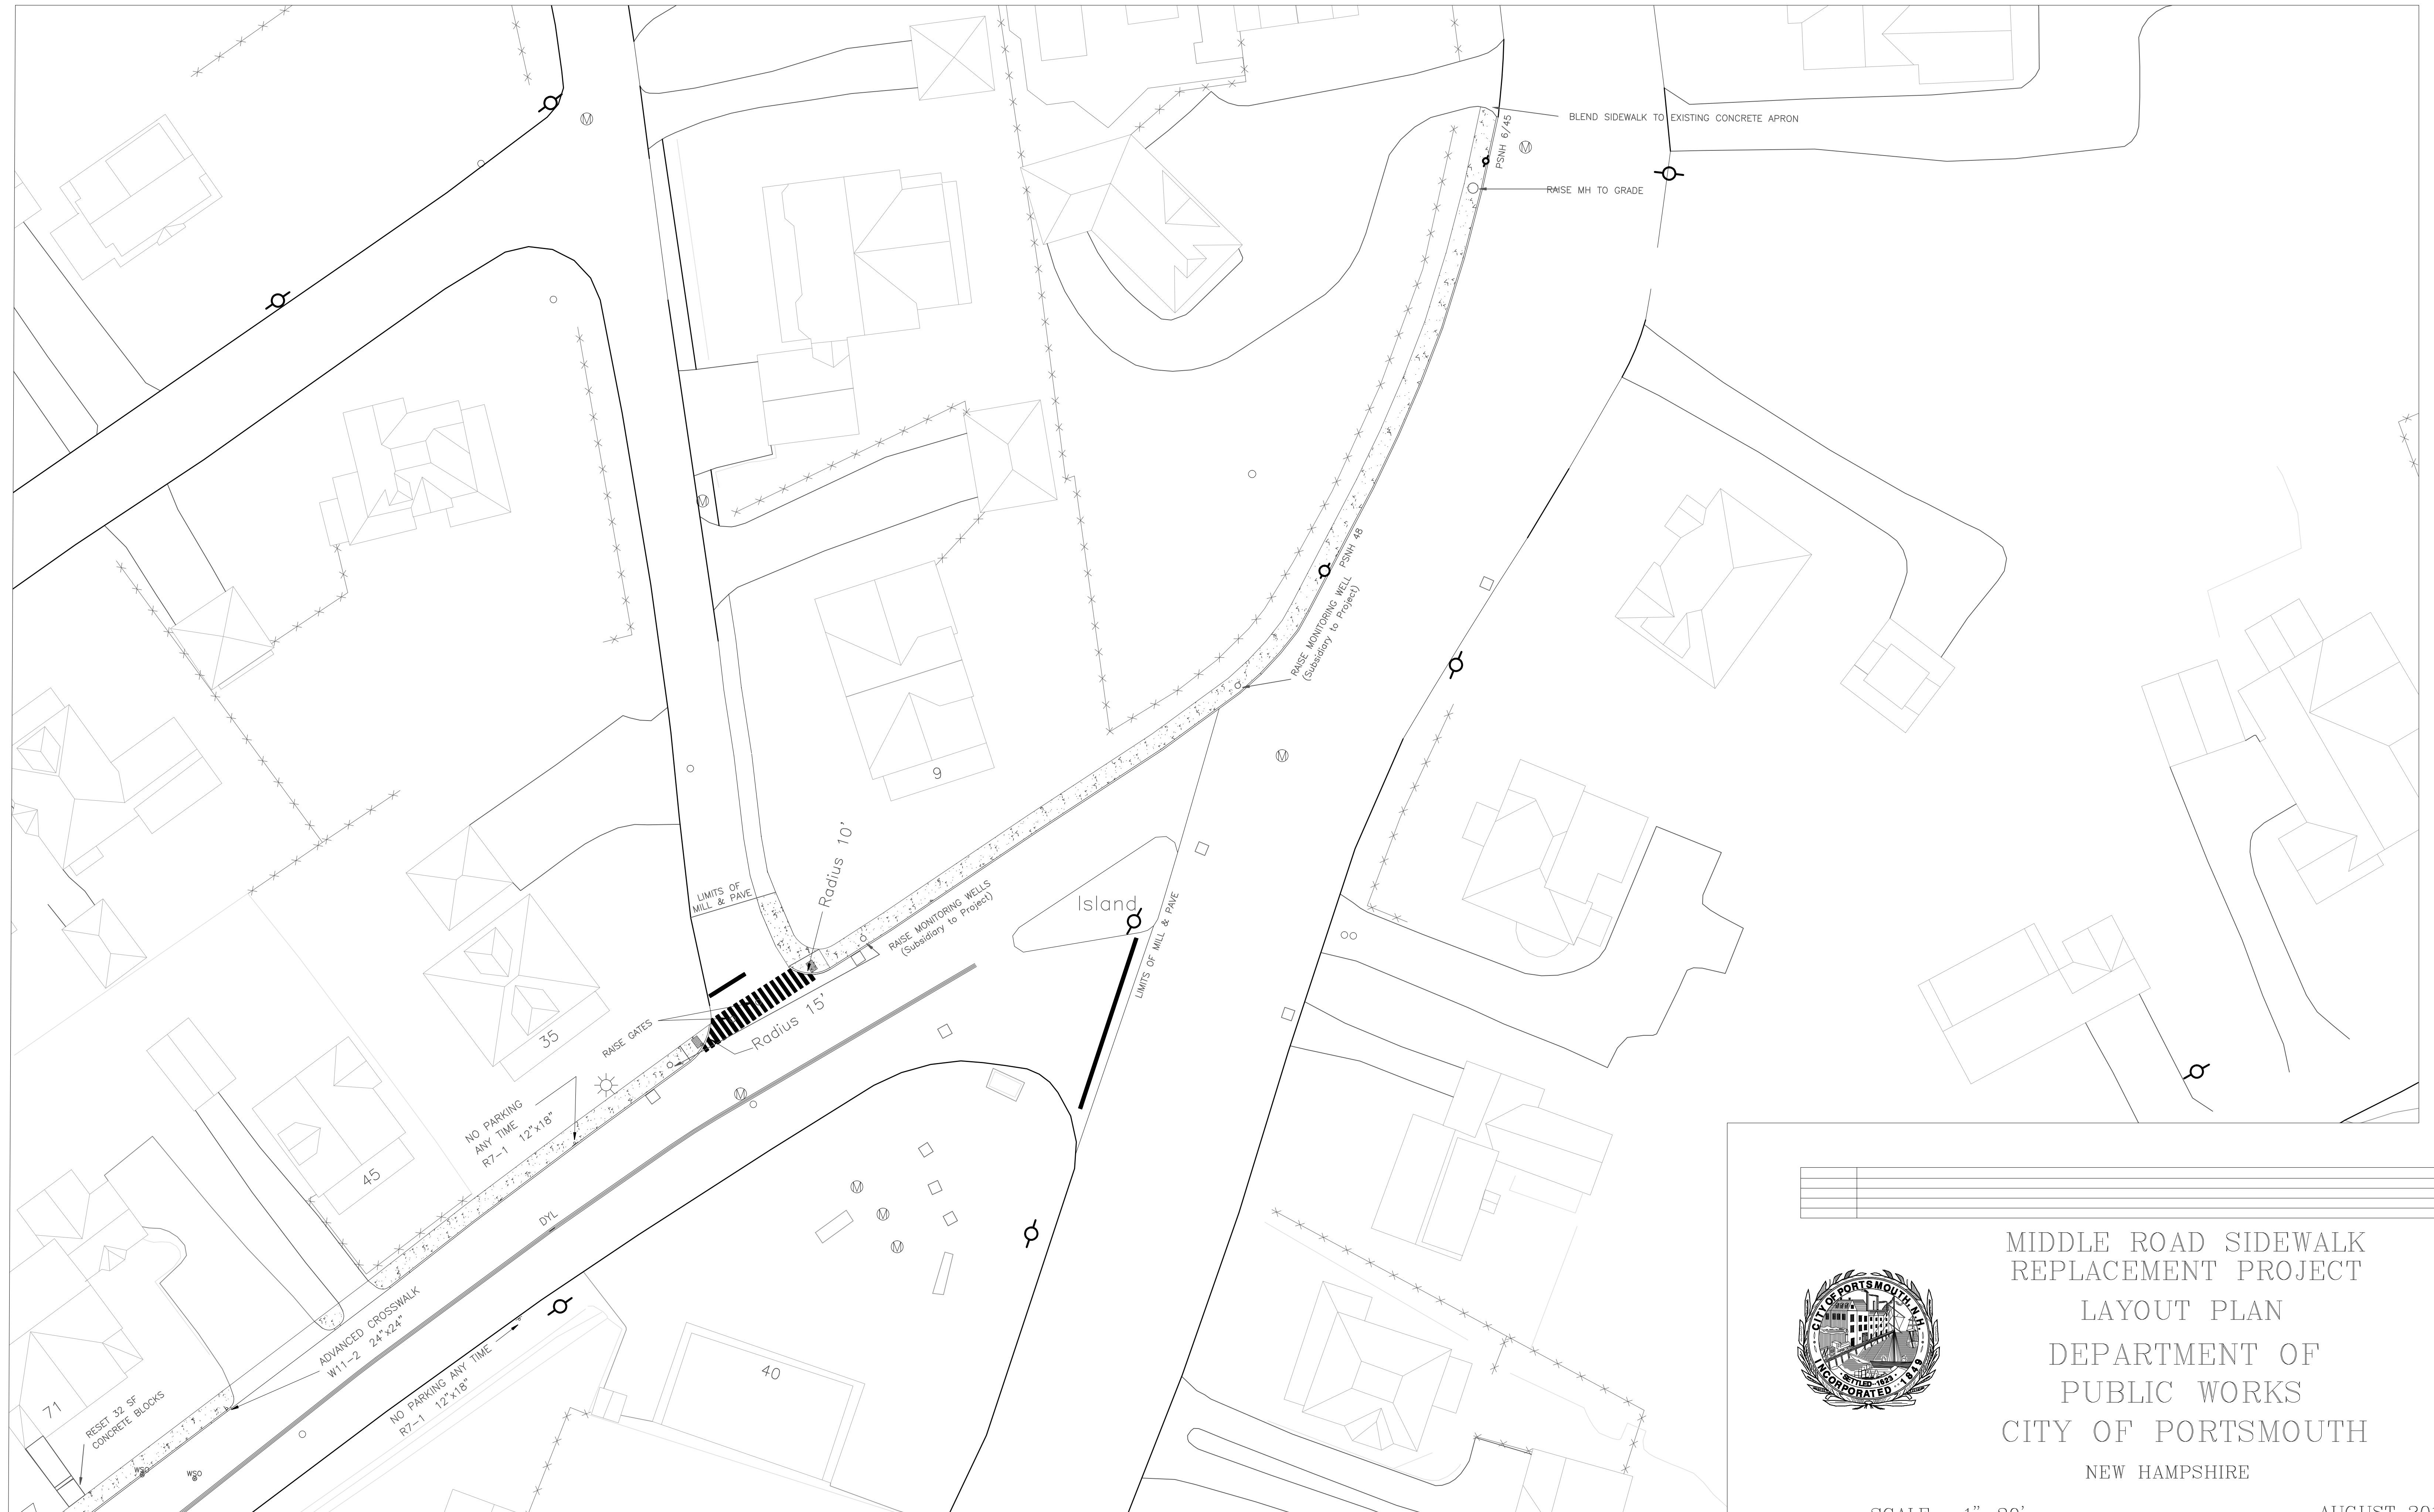 BLEND SIDEWALK TO EXISTING CONCRETE APRON
PSNH 6/45
M
M
RAISE MH TO GRADE
M
PSNH 48
RAISE MONITORING WELL
(Subsidiary to Project)
M
9
Radius 10'
LIMITS OF
MILL & PAVE
RAISE MONITORING WELLS
(Subsidiary to Project)
Island
LIMITS OF MILL & PAVE
Radius 15'
RAISE GATES
35
M
NO PARKING
ANY TIME
R7-1 12"x18"
45
M
M
M
DYL
ADVANCED CROSSWALK
W11-2 24"x24"
NO PARKING ANY TIME
R7-1 12"x18"
40
71
RESET 32 SF
CONCRETE BLOCKS
WSO
WSO
MIDDLE ROAD SIDEWALK
REPLACEMENT PROJECT
LAYOUT PLAN
DEPARTMENT OF
PUBLIC WORKS
CITY OF PORTSMOUTH
NEW HAMPSHIRE
CITY OF PORTSMOUTH, N.H.
SETTLED-1623
INCORPORATED 1849